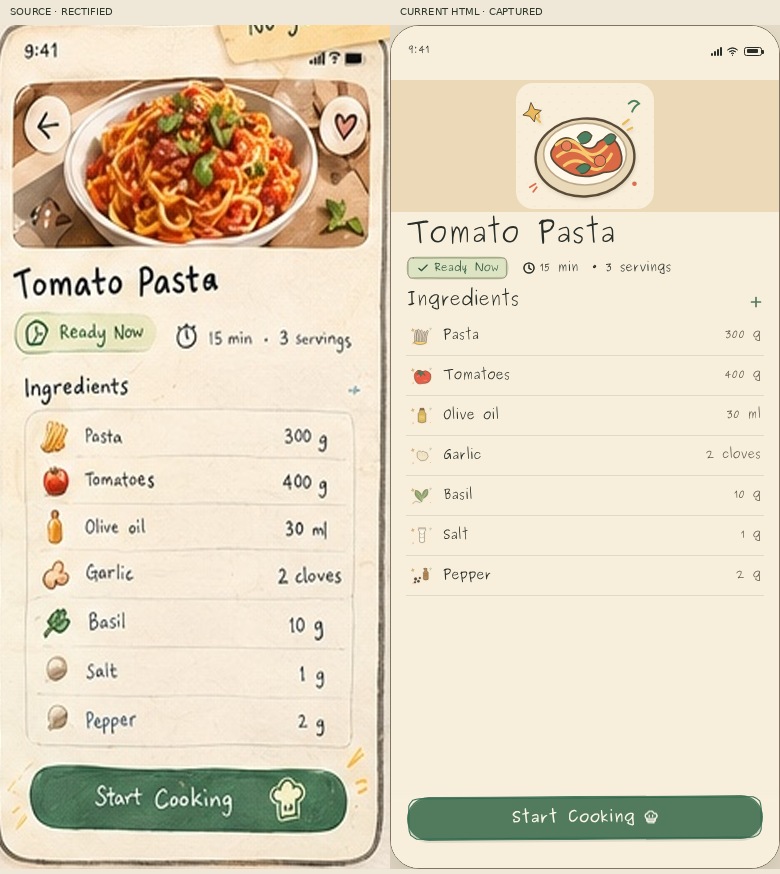 SOURCE · RECTIFIED
9:41
Tomato Pasta
Ready Now
15 min · 3 servings
Ingredients
+
Pasta 300 g
Tomatoes 400 g
Olive oil 30 ml
Garlic 2 cloves
Basil 10 g
Salt 1 g
Pepper 2 g
Start Cooking
CURRENT HTML · CAPTURED
9:41
Tomato Pasta
Ready Now
15 min • 3 servings
Ingredients
+
Pasta 300 g
Tomatoes 400 g
Olive oil 30 ml
Garlic 2 cloves
Basil 10 g
Salt 1 g
Pepper 2 g
Start Cooking